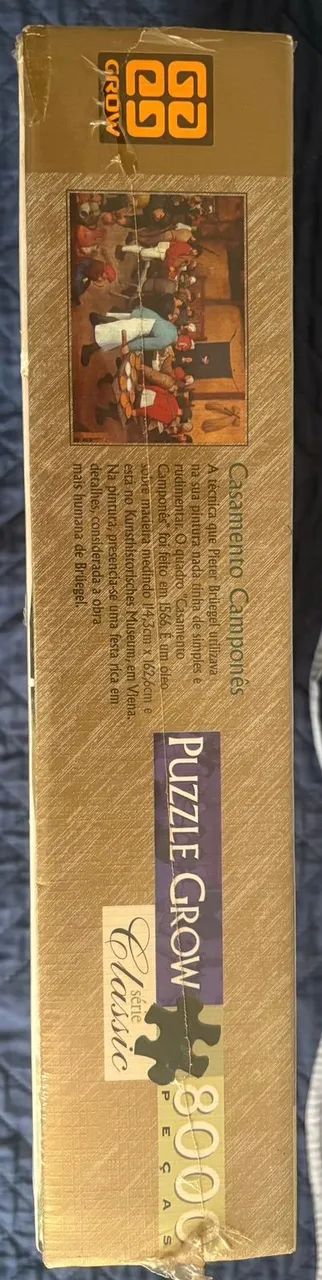 GROW
Casamento Camponês
A técnica que Pieter Brüegel utilizava
na sua pintura nada tinha de simples e
rudimentar. O quadro "Casamento
Camponês" foi feito em 1566. É um óleo
sobre madeira medindo 114,3cm x 162,6cm e
está no Kunsthistorisches Museum, em Viena.
Na pintura, presencia-se uma festa rica em
detalhes, considerada a obra
mais humana de Brüegel.
PUZZLE GROW
série
Classic
8000
PEÇAS